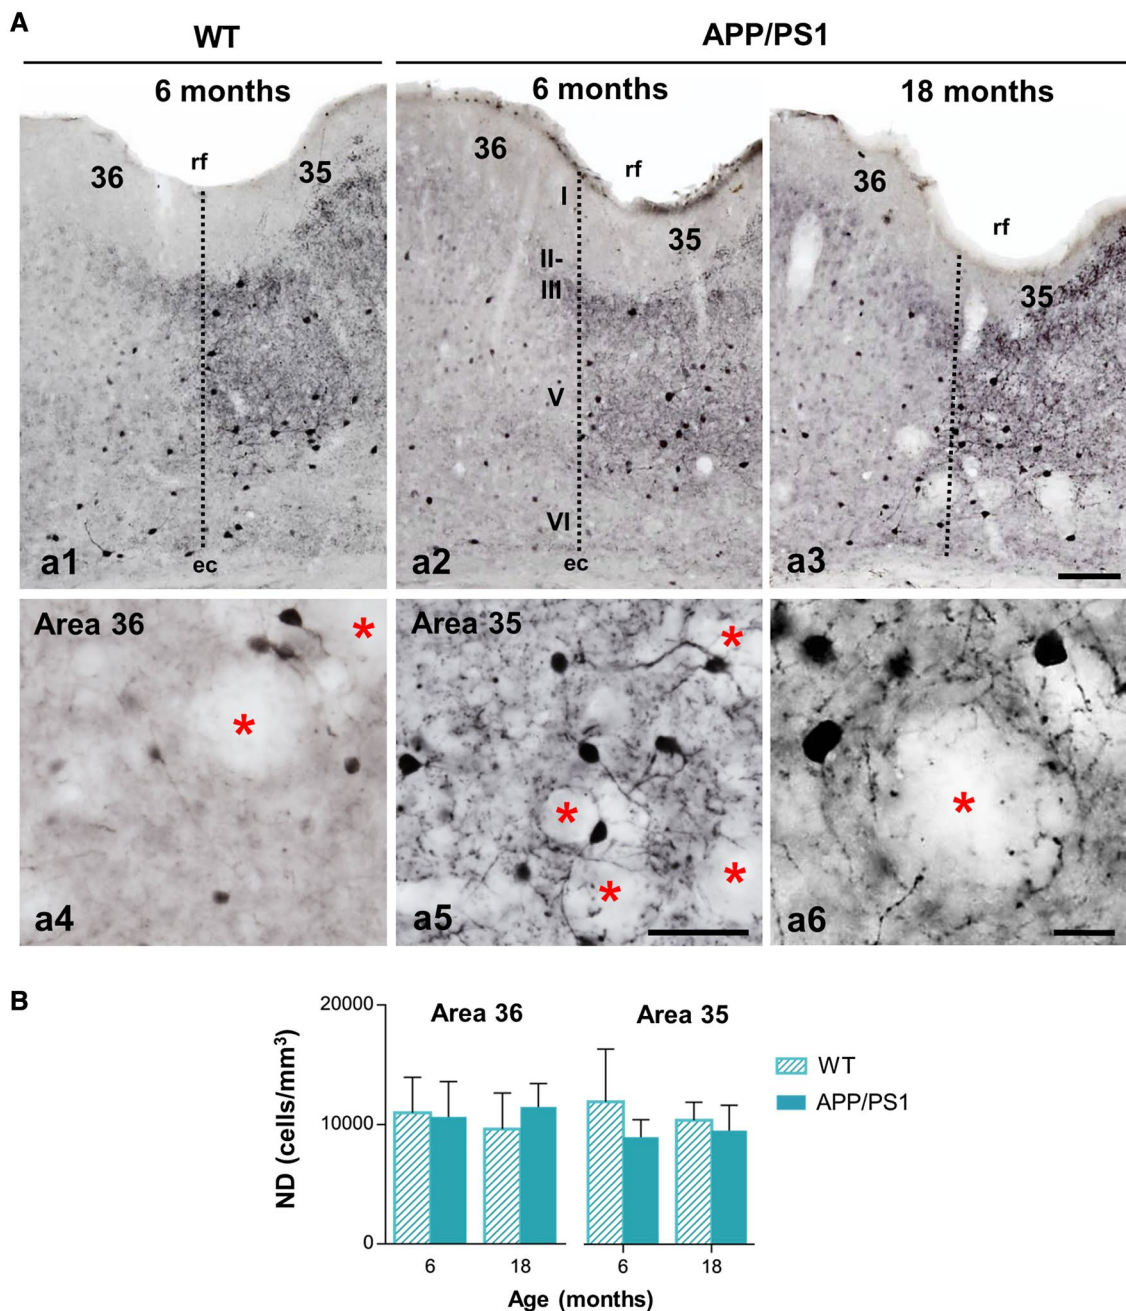 A
WT
APP/PS1
6 months
6 months
18 months
36
rf
35
a1
ec
36
rf
I
35
II-
III
V
VI
a2
ec
36
rf
35
a3
Area 36
*
*
a4
Area 35
*
*
*
*
a5
*
a6
B
20000
10000
0
ND (cells/mm³)
Area 36
Area 35
6
18
6
18
Age (months)
WT
APP/PS1